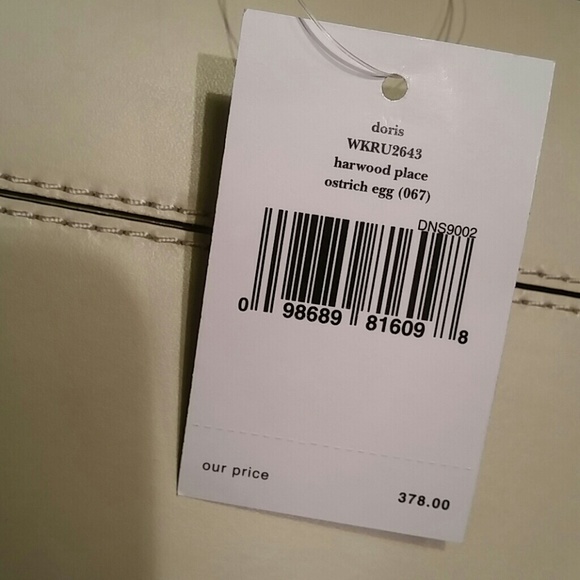 doris
WKRU2643
harwood place
ostrich egg (067)
DNS9002
0 98689 81609 8
our price
378.00